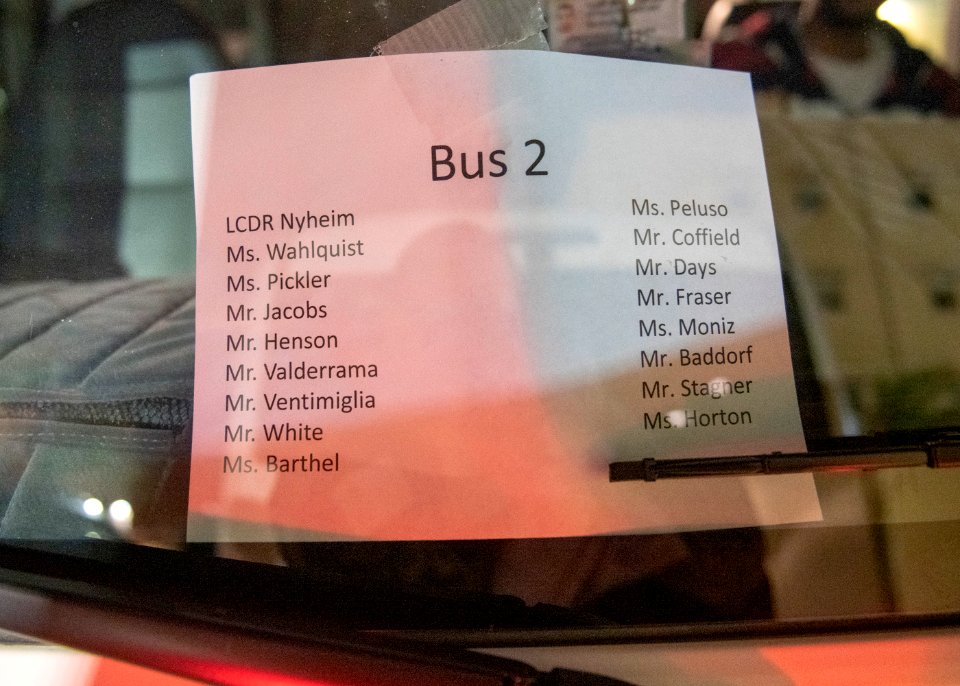 Bus 2
LCDR Nyheim
Ms. Wahlquist
Ms. Pickler
Mr. Jacobs
Mr. Henson
Mr. Valderrama
Mr. Ventimiglia
Mr. White
Ms. Barthel
Ms. Peluso
Mr. Coffield
Mr. Days
Mr. Fraser
Ms. Moniz
Mr. Baddorf
Mr. Stagner
Ms. Horton